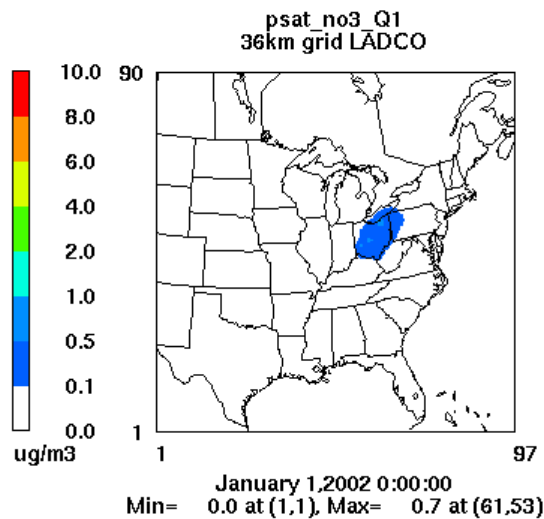 psat_no3_Q1
36km grid LADCO
10.0
8.0
6.0
4.0
2.0
1.0
0.5
0.1
0.0
ug/m3
90
1
1
97
January 1,2002 0:00:00
Min= 0.0 at (1,1), Max= 0.7 at (61,53)